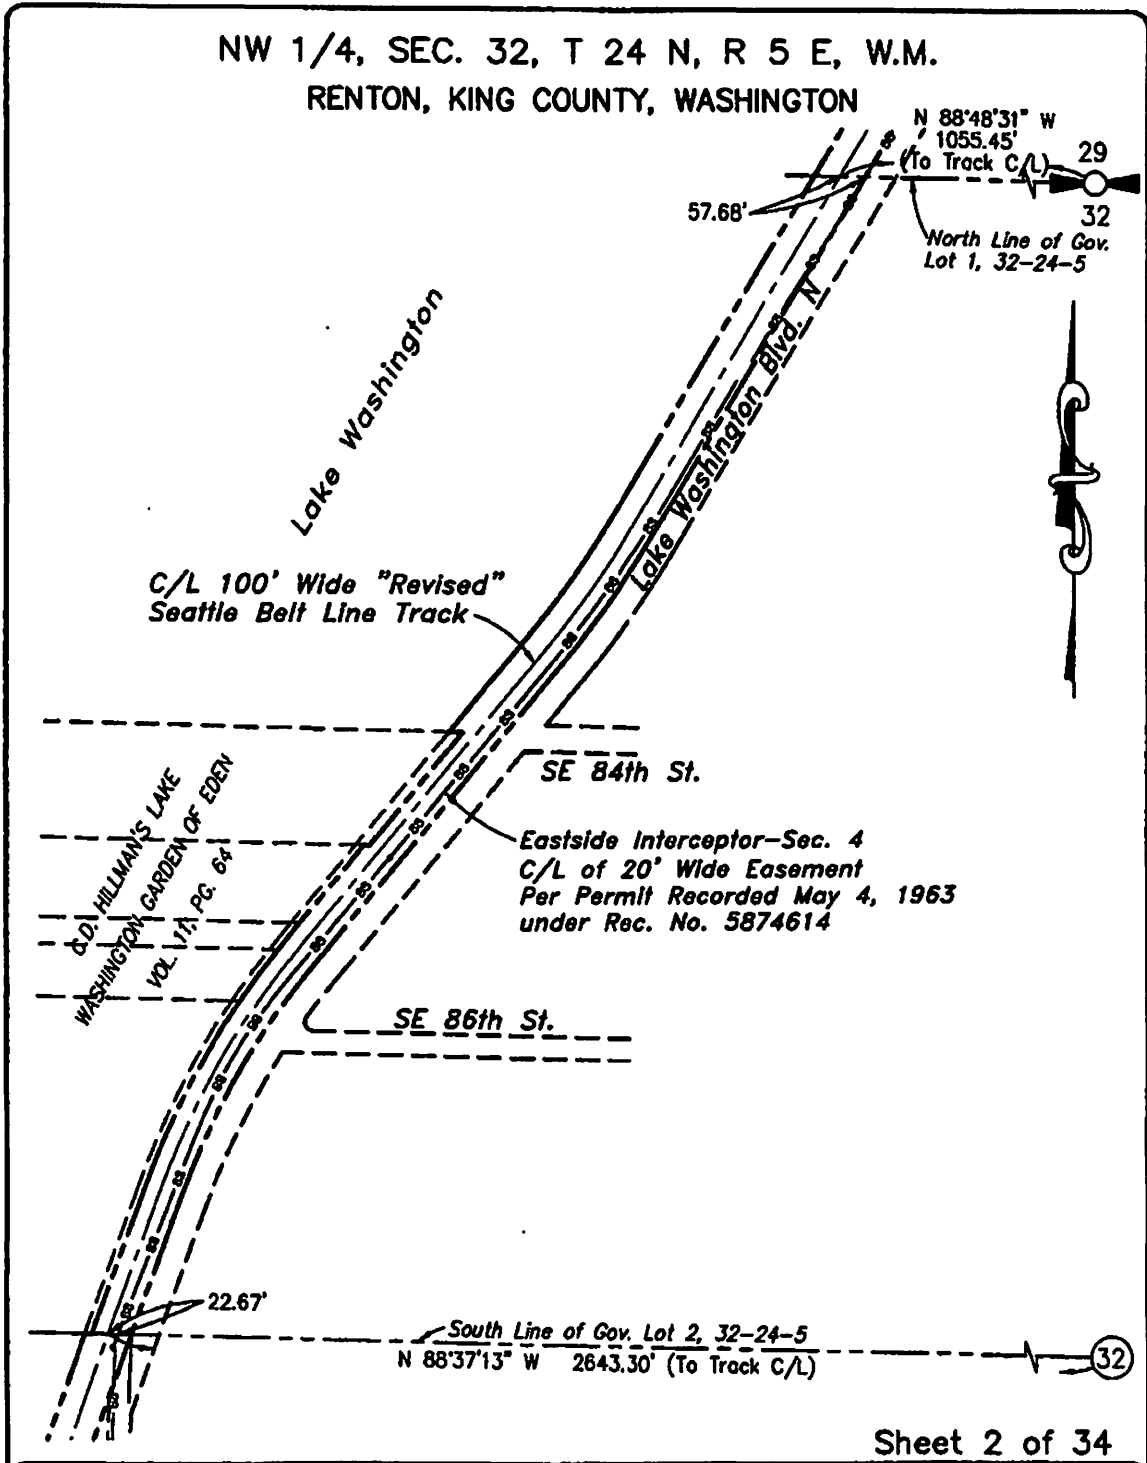 NW 1/4, SEC. 32, T 24 N, R 5 E, W.M.
RENTON, KING COUNTY, WASHINGTON
N 88°48'31" W
1055.45'
(To Track C/L)
29
32
57.68'
North Line of Gov.
Lot 1, 32-24-5
Lake Washington
Lake Washington Blvd. N
C/L 100' Wide "Revised"
Seattle Belt Line Track
SE 84th St.
C.D. HILLMAN'S LAKE
WASHINGTON GARDEN OF EDEN
VOL. 11, PG. 64
Eastside Interceptor-Sec. 4
C/L of 20' Wide Easement
Per Permit Recorded May 4, 1963
under Rec. No. 5874614
SE 86th St.
22.67'
South Line of Gov. Lot 2, 32-24-5
N 88°37'13" W 2643.30' (To Track C/L)
32
Sheet 2 of 34